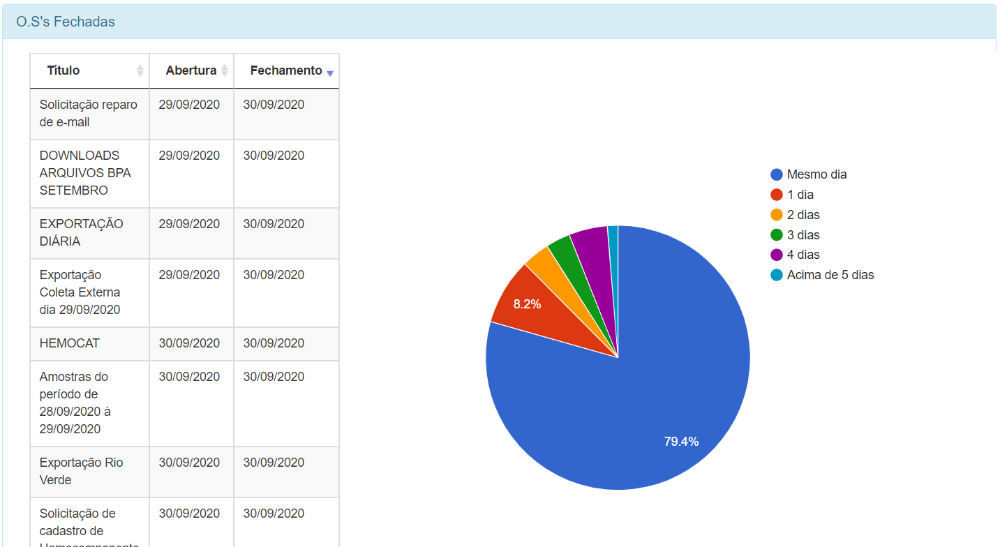 O.S's Fechadas
Título Abertura Fechamento
Solicitação reparo 29/09/2020 30/09/2020
de e-mail
DOWNLOADS 29/09/2020 30/09/2020
ARQUIVOS BPA
SETEMBRO
EXPORTAÇÃO 29/09/2020 30/09/2020
DIÁRIA
Exportação 29/09/2020 30/09/2020
Coleta Externa
dia 29/09/2020
HEMOCAT 30/09/2020 30/09/2020
Amostras do 30/09/2020 30/09/2020
período de
28/09/2020 à
29/09/2020
Exportação Rio 30/09/2020 30/09/2020
Verde
Solicitação de 30/09/2020 30/09/2020
cadastro de
Mesmo dia
1 dia
2 dias
3 dias
4 dias
Acima de 5 dias
8.2%
79.4%